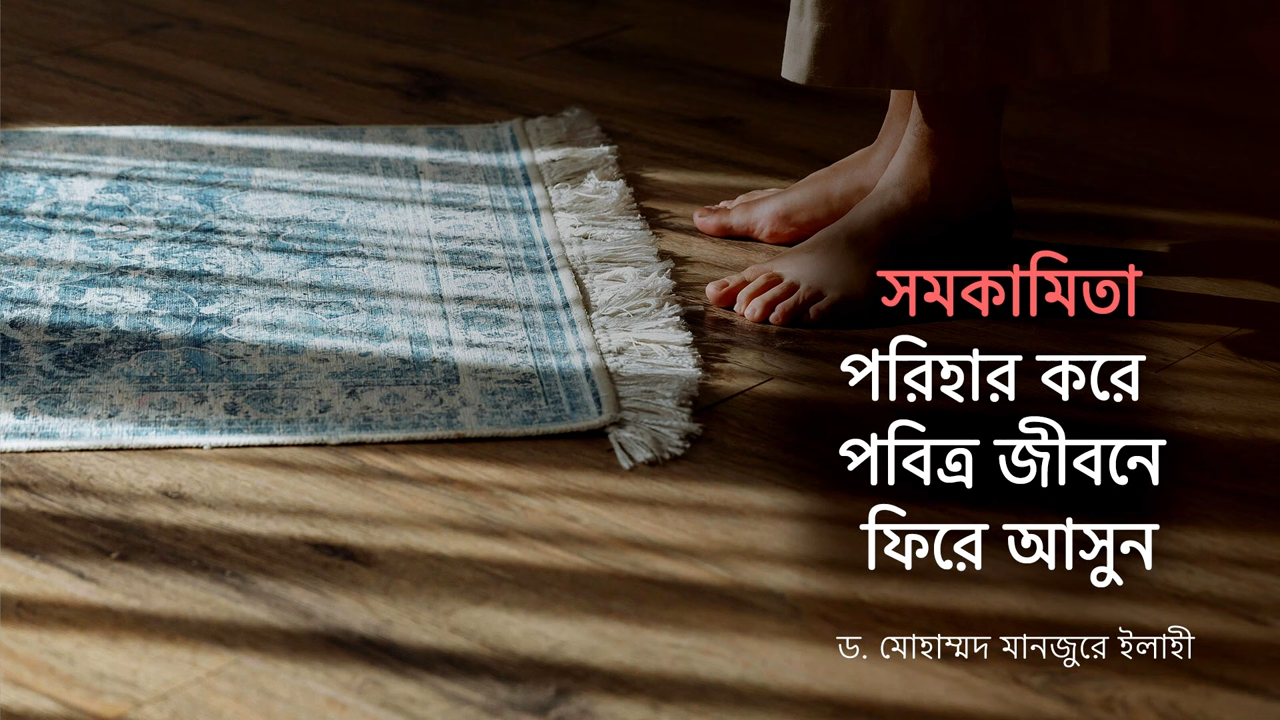 সমকামিতা
পরিহার করে
পবিত্র জীবনে
ফিরে আসুন
ড. মোহাম্মদ মানজুরে ইলাহী